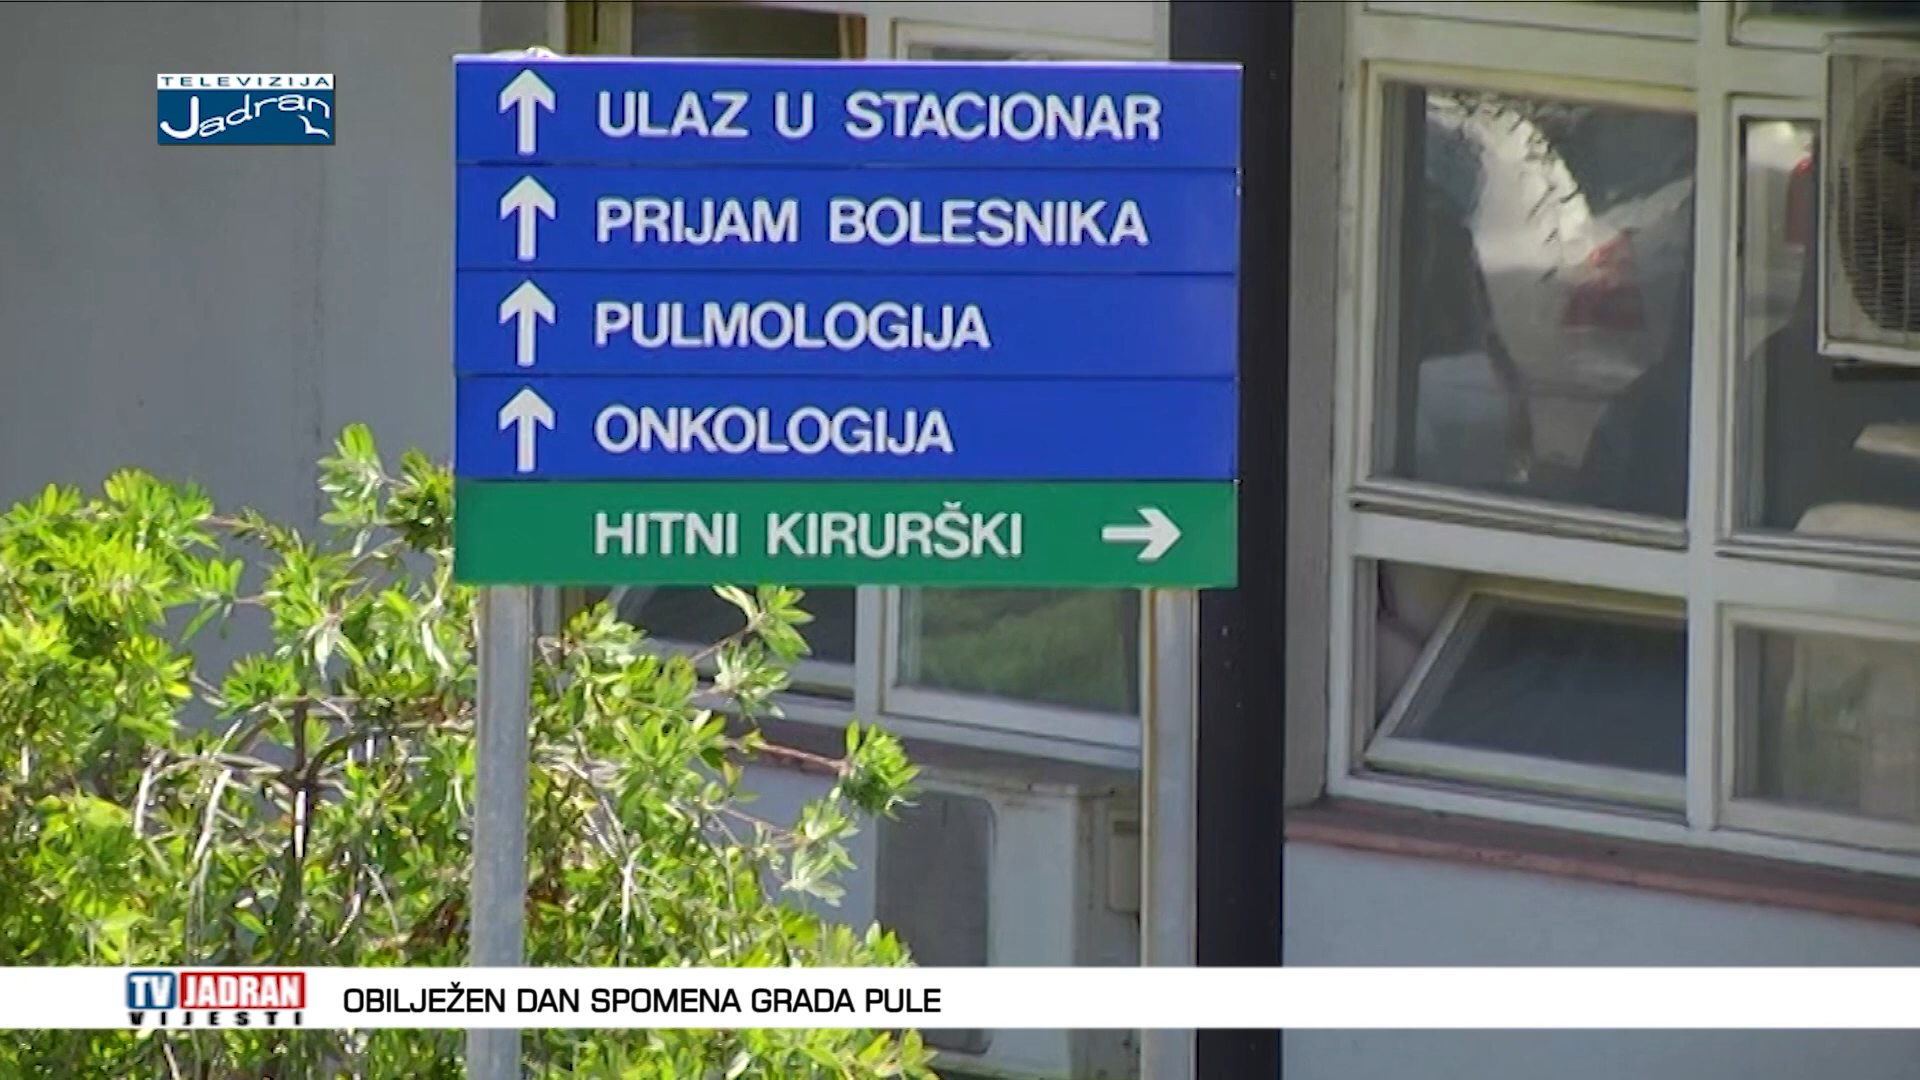 TELEVIZIJA
Jadran
ULAZ U STACIONAR
PRIJAM BOLESNIKA
PULMOLOGIJA
ONKOLOGIJA
HITNI KIRURŠKI
TV JADRAN
VIJESTI
OBILJEŽEN DAN SPOMENA GRADA PULE